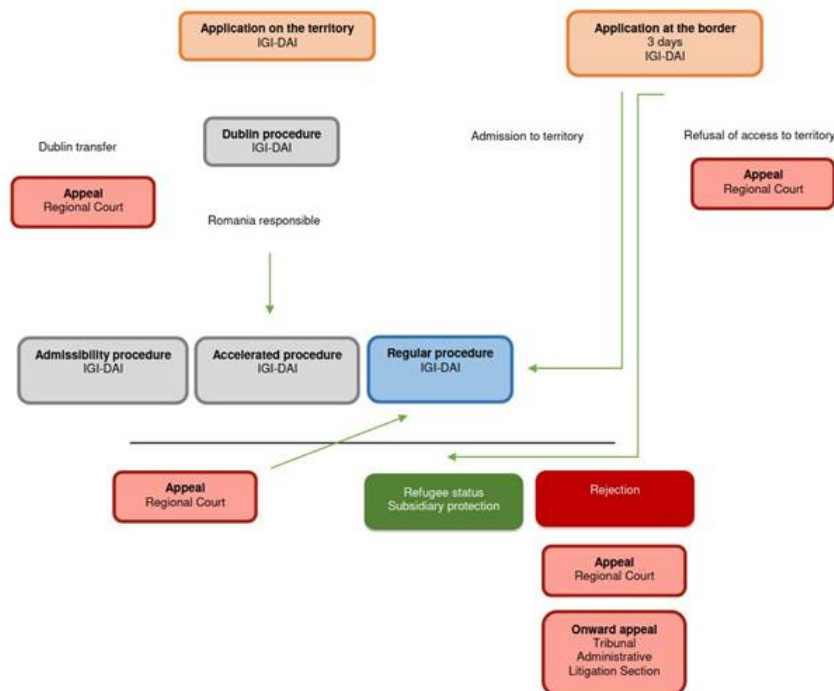 Application on the territory
IGI-DAI
Application at the border
3 days
IGI-DAI
Dublin transfer
Dublin procedure
IGI-DAI
Admission to territory
Refusal of access to territory
Appeal
Regional Court
Appeal
Regional Court
Romania responsible
Admissibility procedure
IGI-DAI
Accelerated procedure
IGI-DAI
Regular procedure
IGI-DAI
Appeal
Regional Court
Refugee status
Subsidiary protection
Rejection
Appeal
Regional Court
Onward appeal
Tribunal
Administrative
Litigation Section